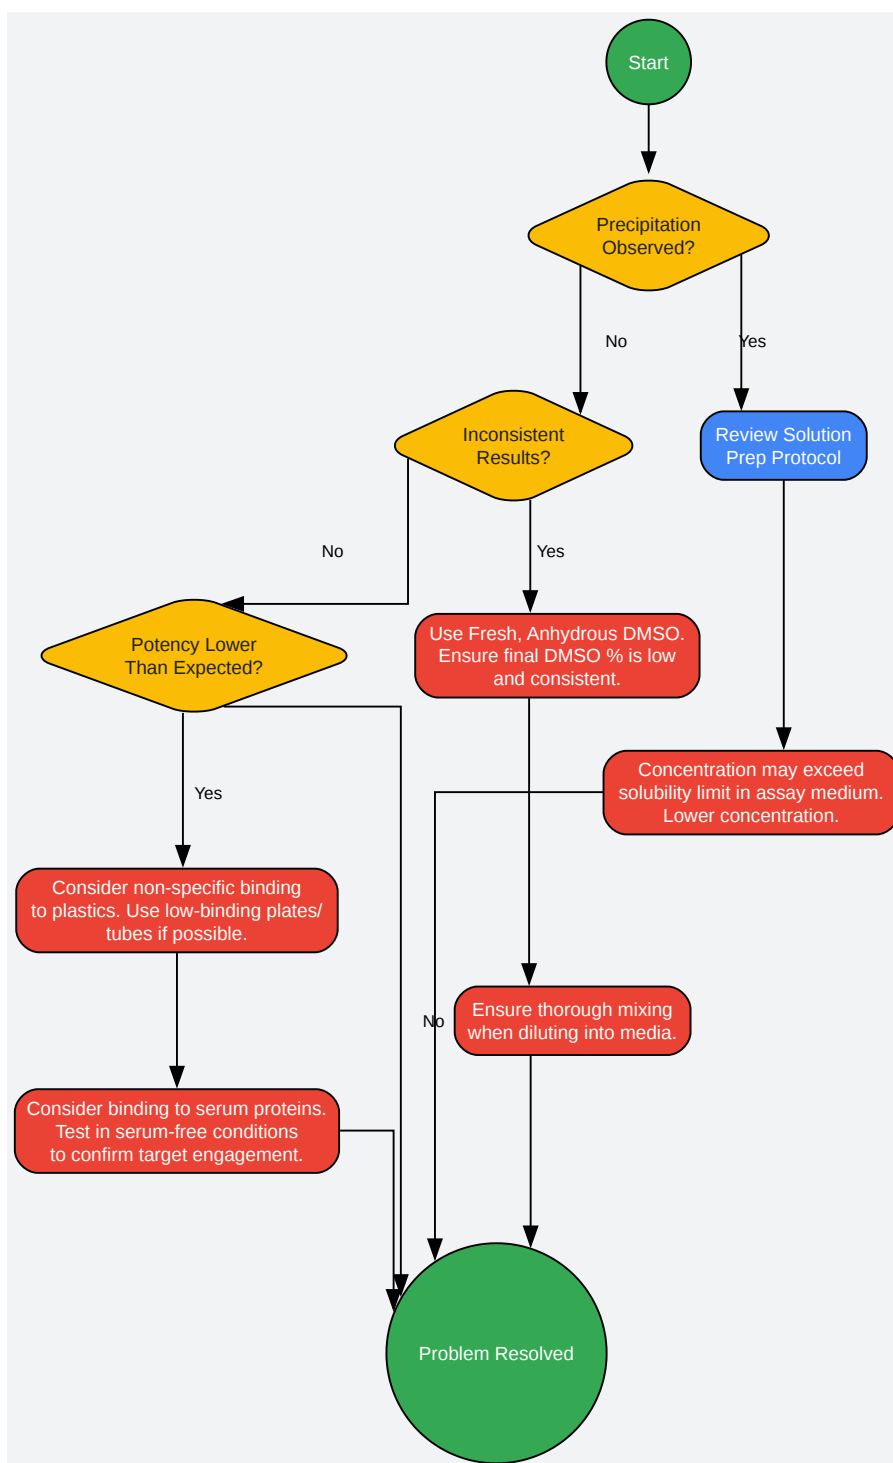 Start
Precipitation
Observed?
No
Yes
Inconsistent
Results?
Review Solution
Prep Protocol
No
Yes
Potency Lower
Than Expected?
Use Fresh, Anhydrous DMSO.
Ensure final DMSO % is low
and consistent.
Yes
Concentration may exceed
solubility limit in assay medium.
Lower concentration.
Consider non-specific binding
to plastics. Use low-binding plates/
tubes if possible.
No
Ensure thorough mixing
when diluting into media.
Consider binding to serum proteins.
Test in serum-free conditions
to confirm target engagement.
Problem Resolved